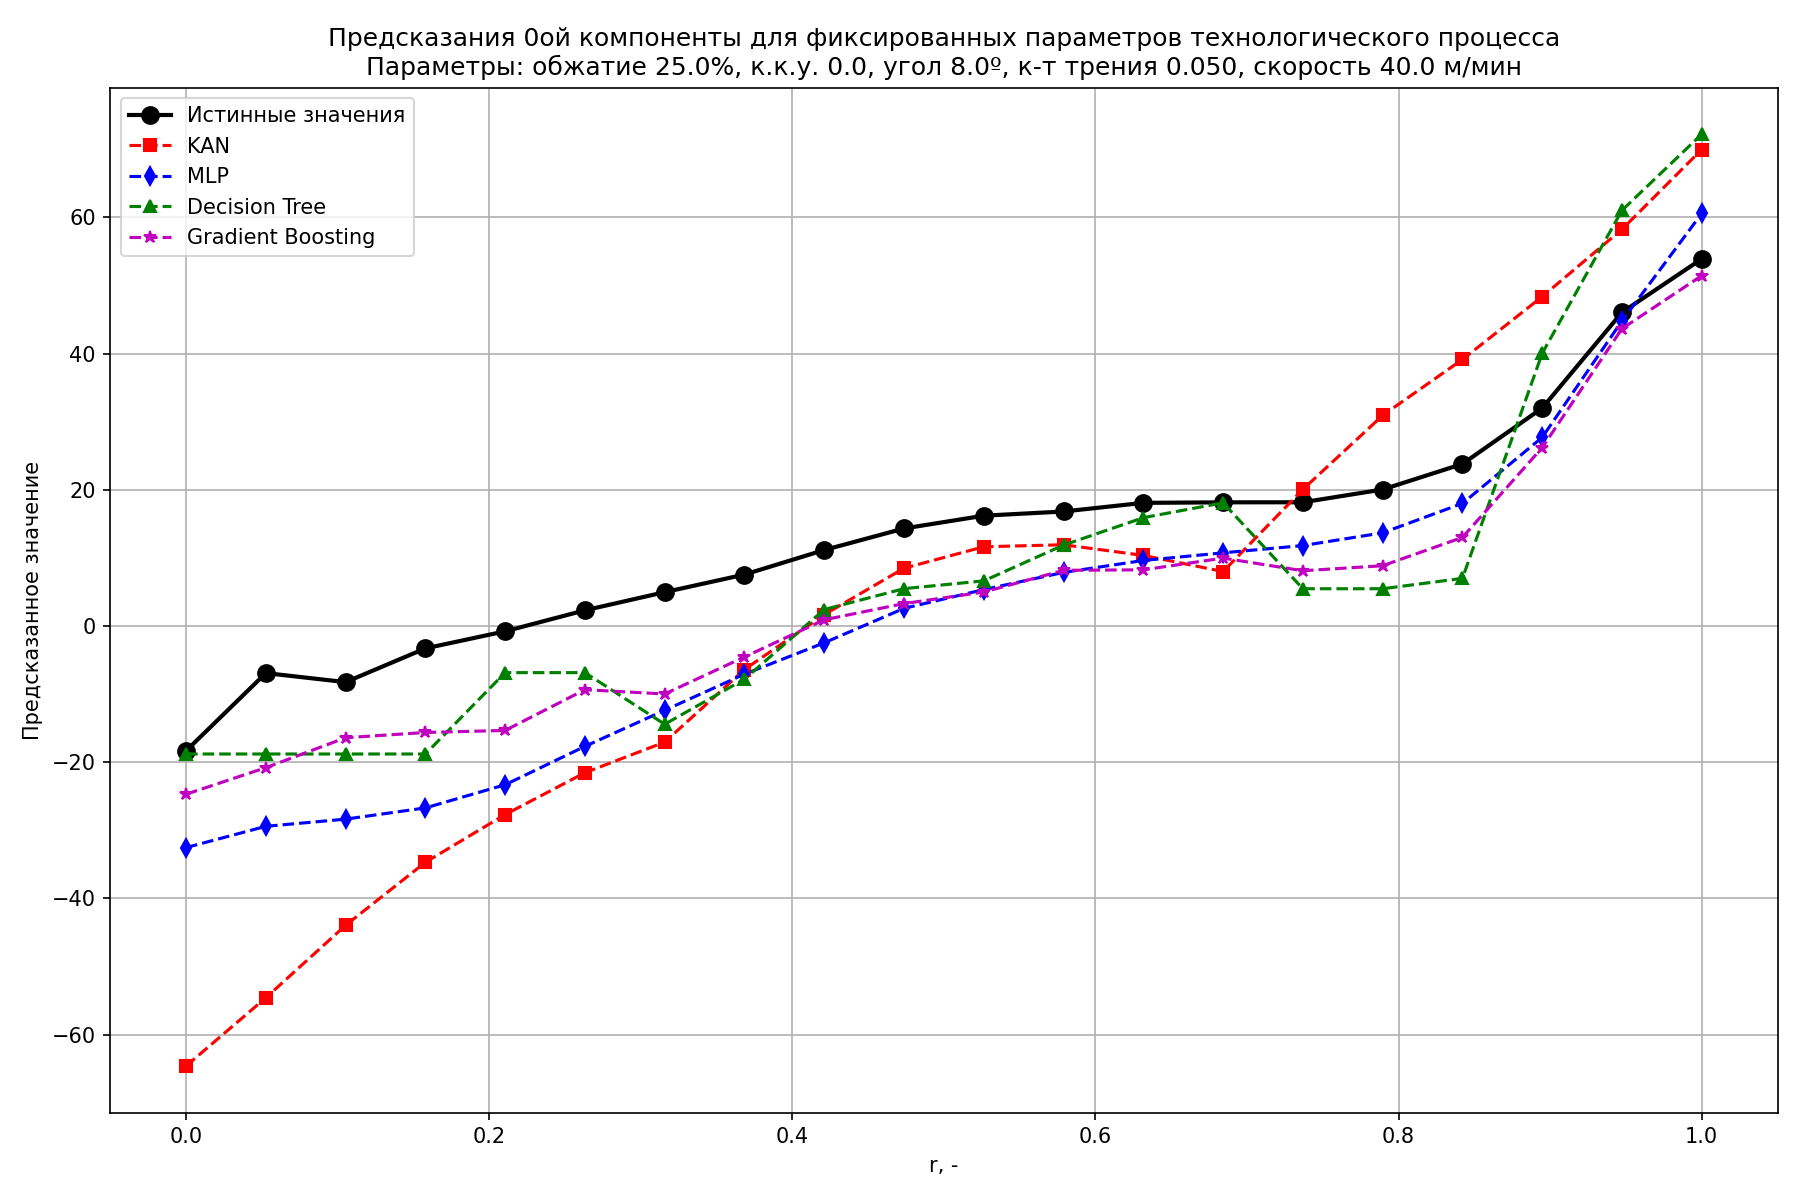 Предсказания 0ой компоненты для фиксированных параметров технологического процесса
Параметры: обжатие 25.0%, к.к.у. 0.0, угол 8.0º, к-т трения 0.050, скорость 40.0 м/мин
Истинные значения
KAN
MLP
Decision Tree
Gradient Boosting
Предсказанное значение
60
40
20
0
−20
−40
−60
0.0 0.2 0.4 0.6 0.8 1.0
r, -